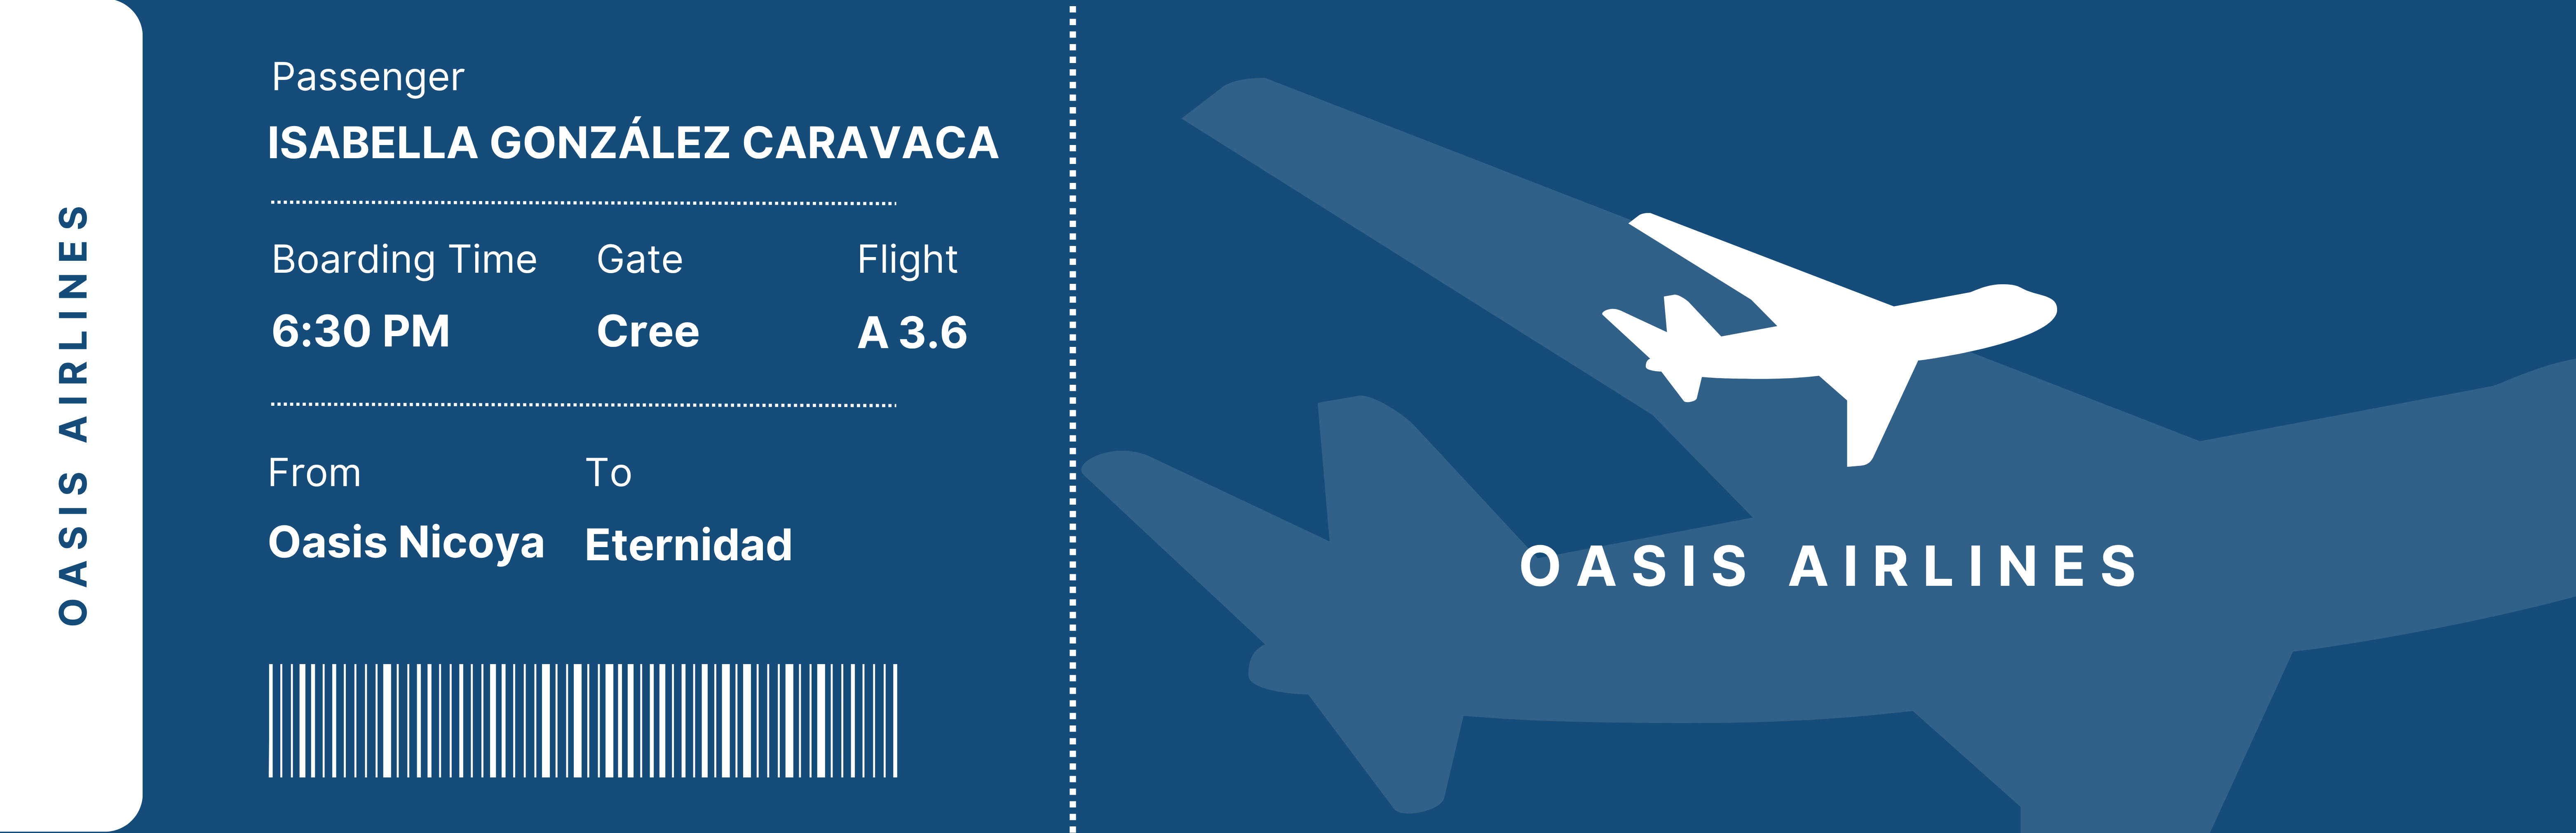 OASIS AIRLINES
Passenger
ISABELLA GONZÁLEZ CARAVACA
Boarding Time Gate Flight
6:30 PM Cree A 3.6
From To
Oasis Nicoya Eternidad
OASIS AIRLINES